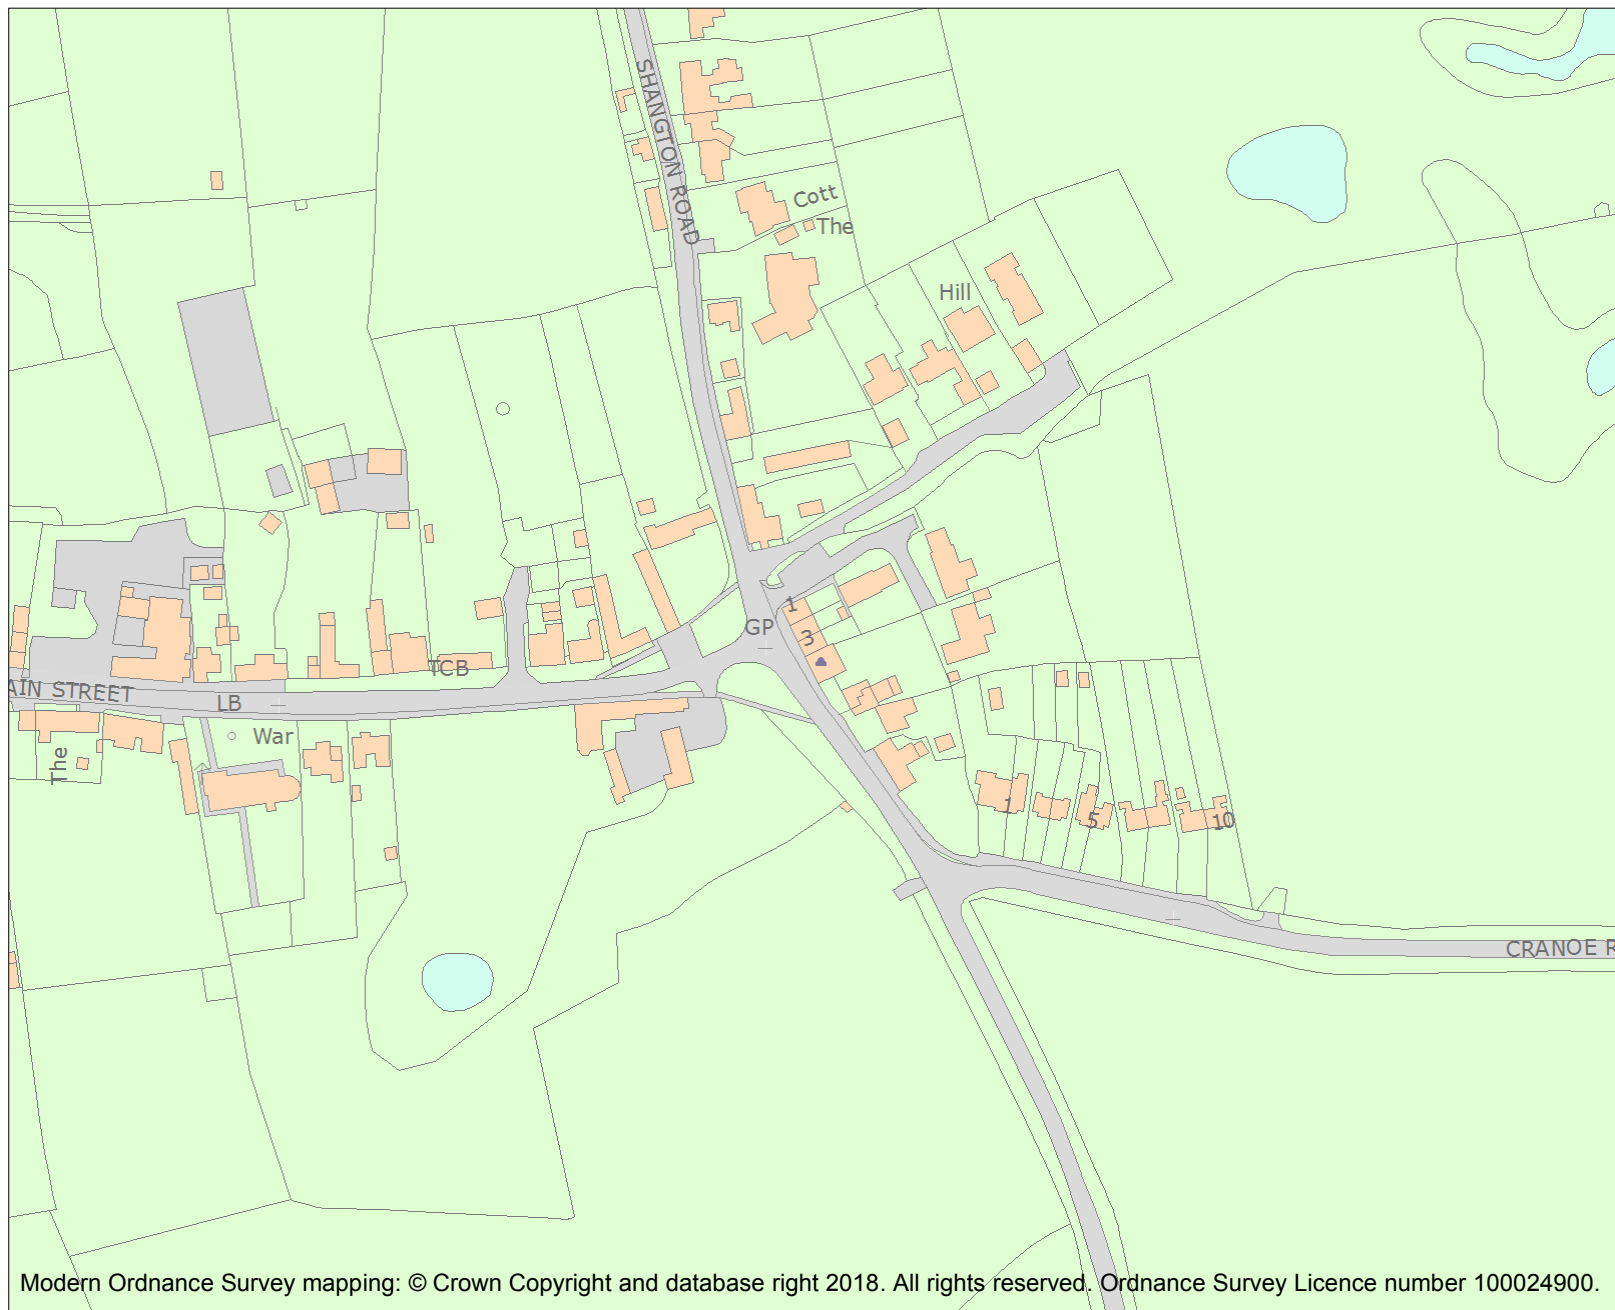 SHANGTON ROAD
Cott
The
Hill
1
GP
3
TCB
AIN STREET
LB
War
The
1
5
10
CRANOE R
Modern Ordnance Survey mapping: © Crown Copyright and database right 2018. All rights reserved. Ordnance Survey Licence number 100024900.